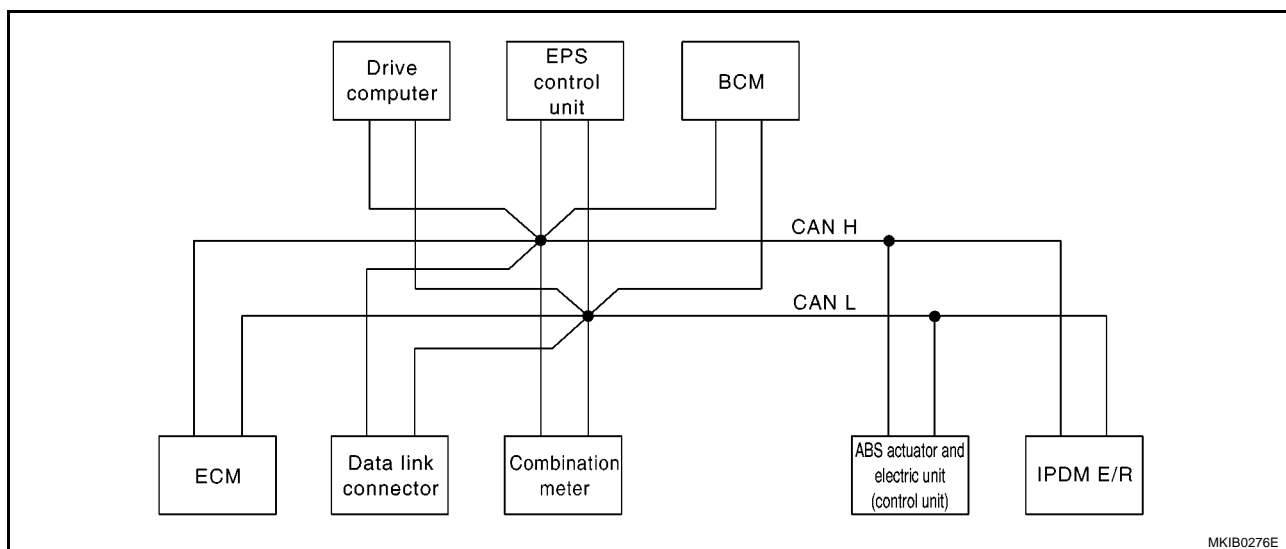 Drive
computer
EPS
control
unit
BCM
CAN H
CAN L
ECM
Data link
connector
Combination
meter
ABS actuator and
electric unit
(control unit)
IPDM E/R
MKIB0276E